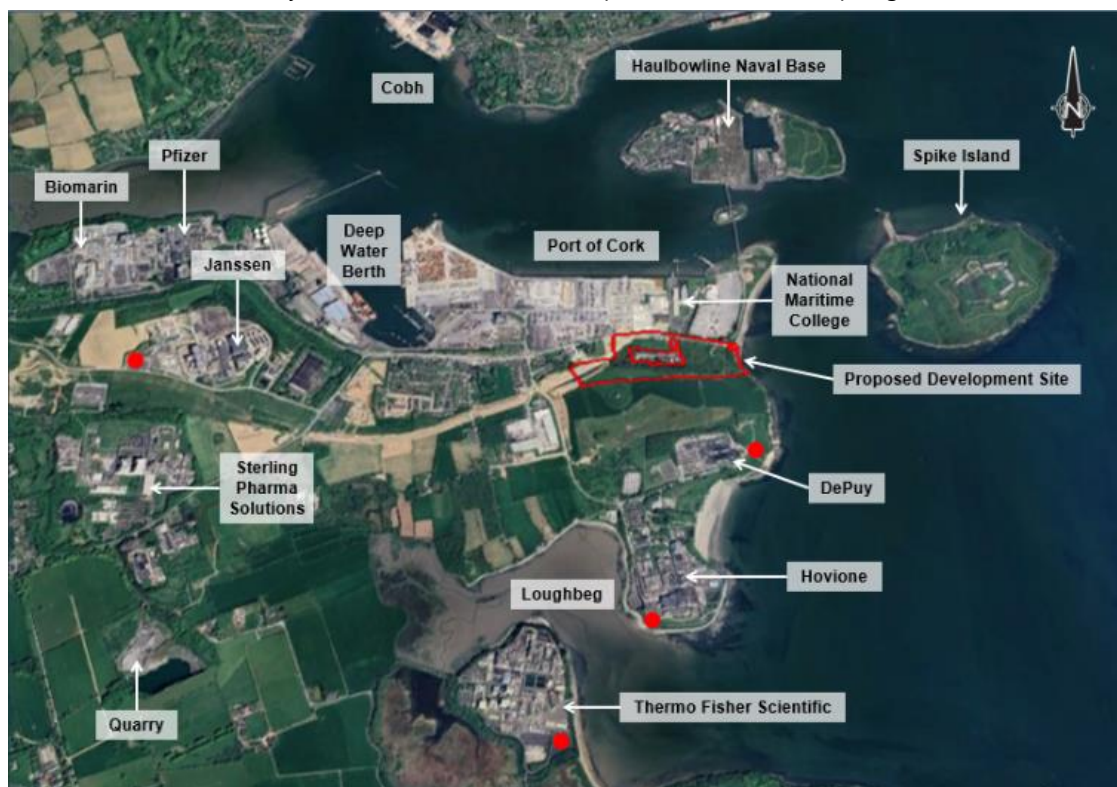 Cobh
Haulbowline Naval Base
N
Pfizer
Spike Island
Biomarin
Deep
Water
Berth
Port of Cork
Janssen
National
Maritime
College
Proposed Development Site
Sterling
Pharma
Solutions
DePuy
Hovione
Loughbeg
Thermo Fisher Scientific
Quarry